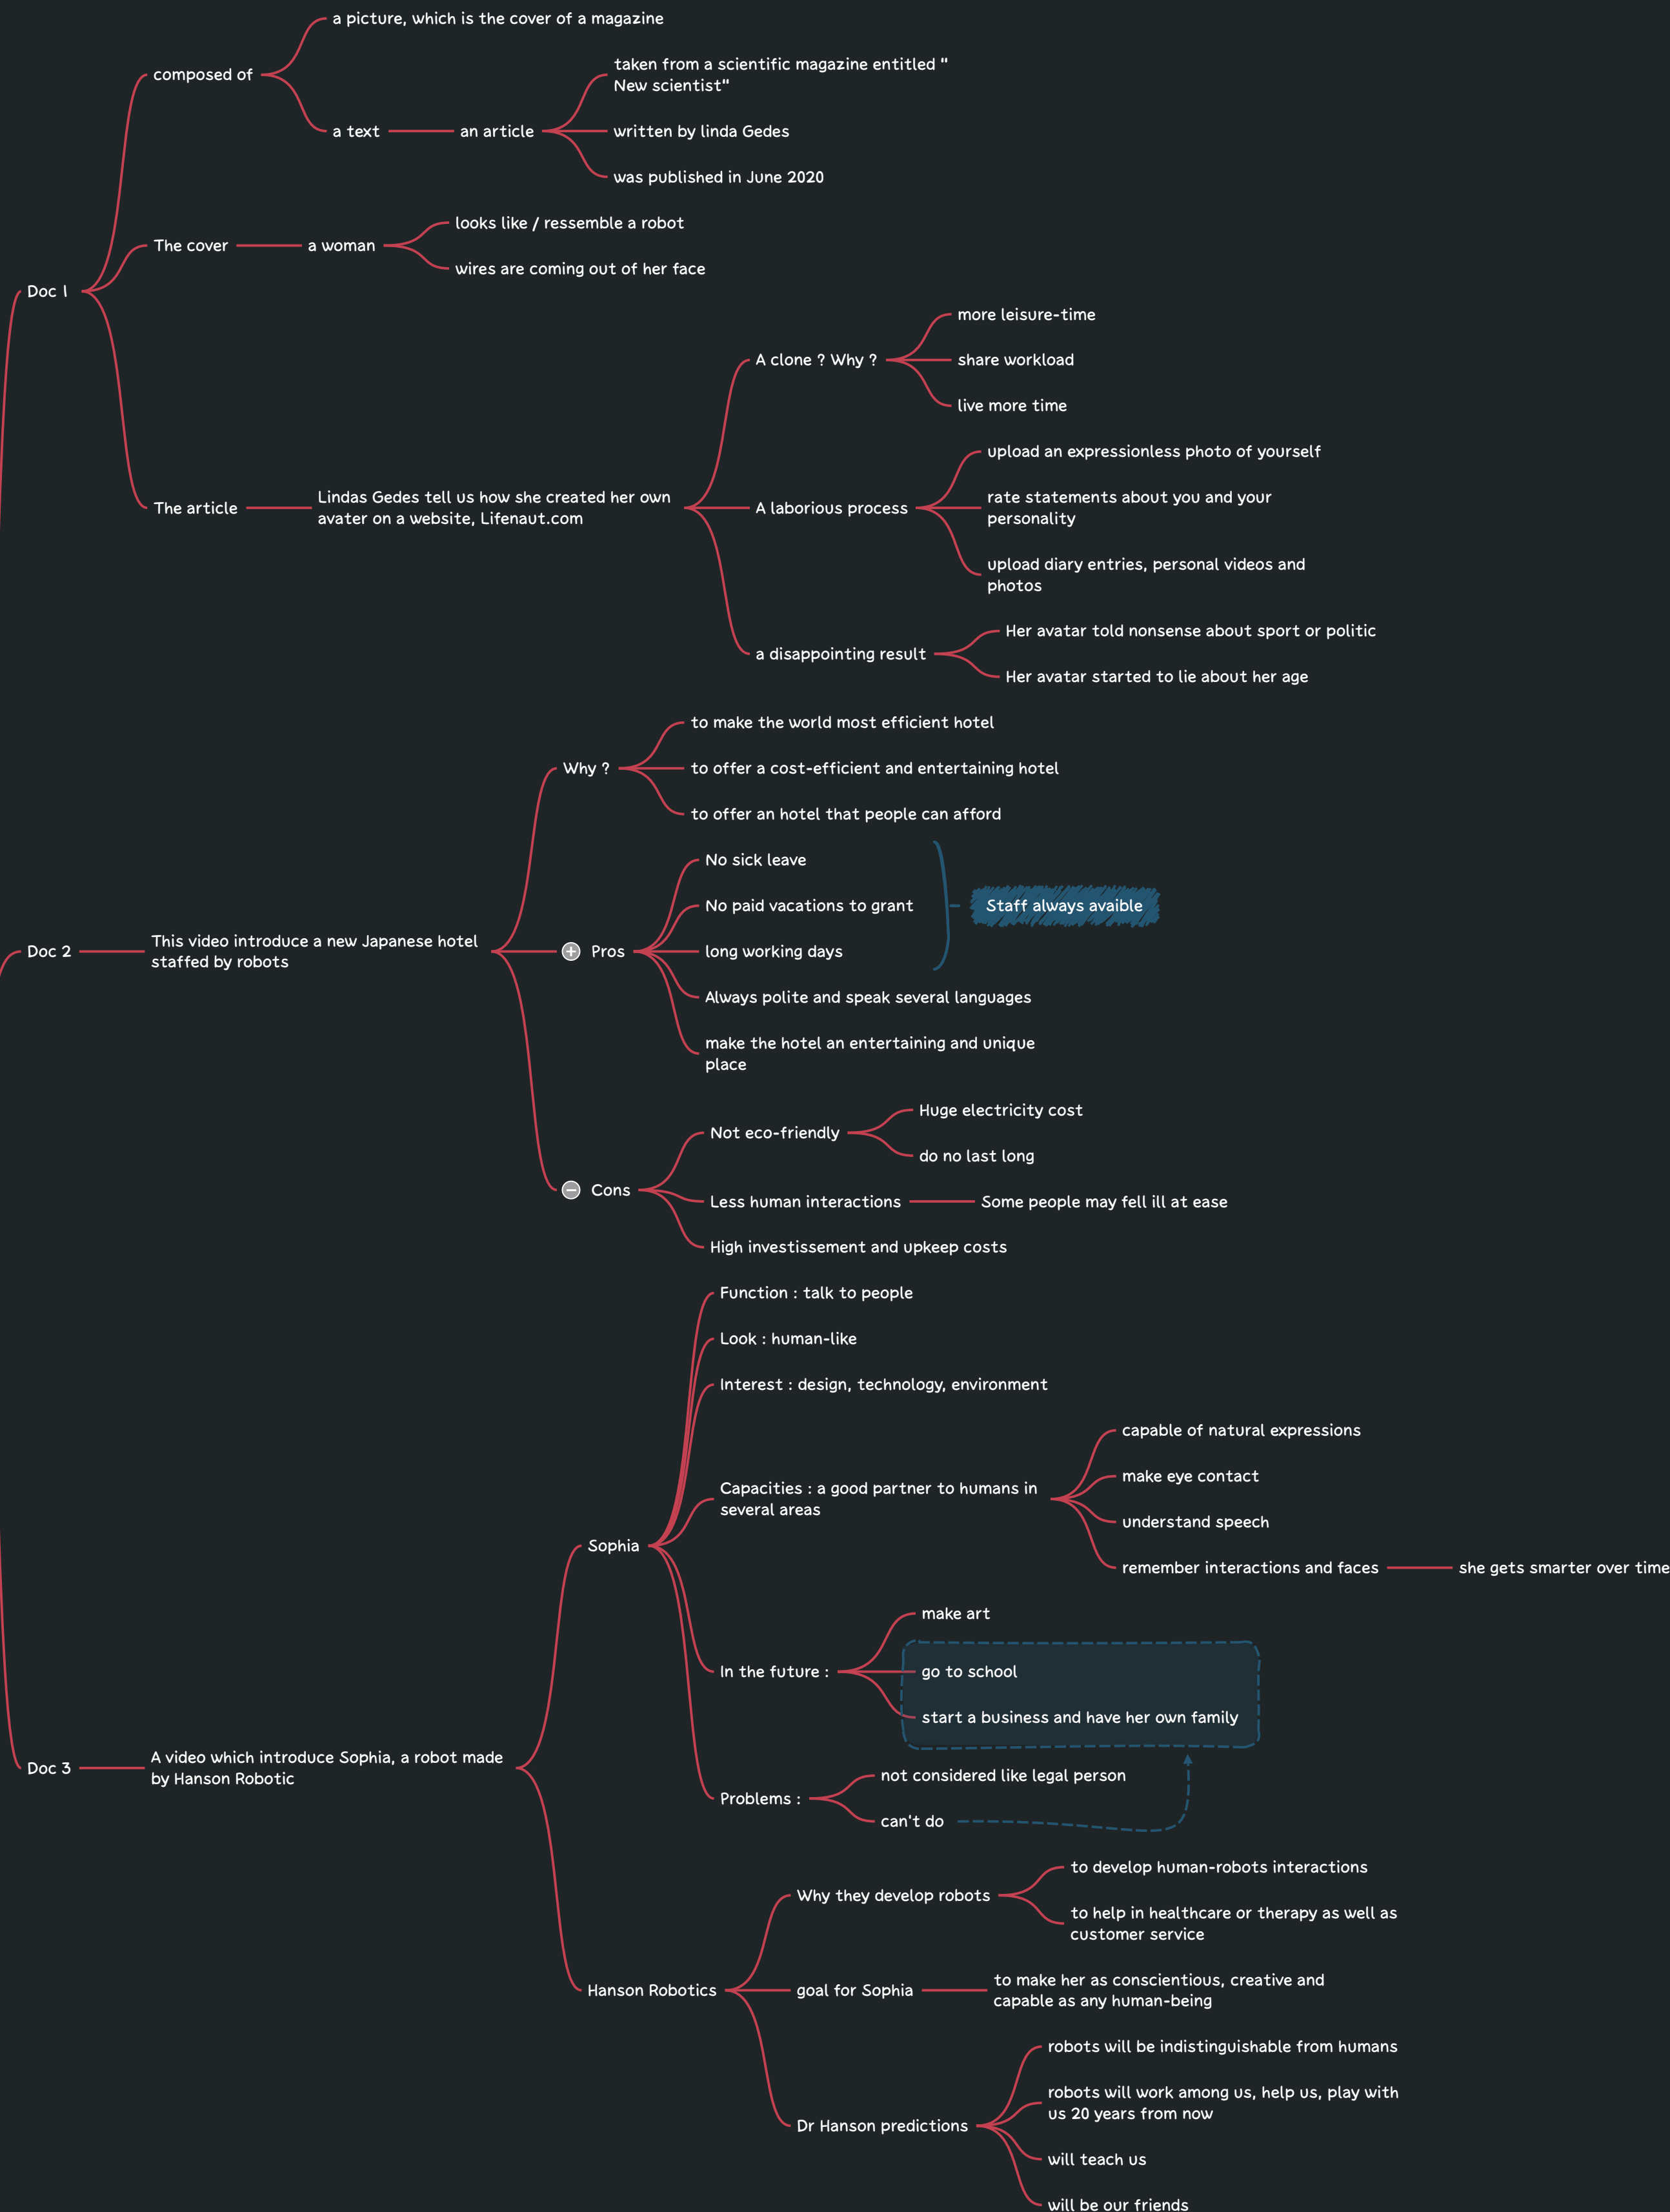 a picture, which is the cover of a magazine
composed of
taken from a scientific magazine entitled "
New scientist"
a text
an article
written by linda Gedes
was published in June 2020
looks like / ressemble a robot
The cover
a woman
wires are coming out of her face
Doc 1
more leisure-time
A clone ? Why ?
share workload
live more time
upload an expressionless photo of yourself
The article
Lindas Gedes tell us how she created her own
avater on a website, Lifenaut.com
A laborious process
rate statements about you and your
personality
upload diary entries, personal videos and
photos
a disappointing result
Her avatar told nonsense about sport or politic
Her avatar started to lie about her age
to make the world most efficient hotel
Why ?
to offer a cost-efficient and entertaining hotel
to offer an hotel that people can afford
No sick leave
No paid vacations to grant
Staff always avaible
Doc 2
This video introduce a new Japanese hotel
staffed by robots
Pros
long working days
Always polite and speak several languages
make the hotel an entertaining and unique
place
Huge electricity cost
Not eco-friendly
do no last long
Cons
Less human interactions
Some people may fell ill at ease
High investissement and upkeep costs
Function : talk to people
Look : human-like
Interest : design, technology, environment
capable of natural expressions
Capacities : a good partner to humans in
several areas
make eye contact
understand speech
Sophia
remember interactions and faces
she gets smarter over time
make art
In the future :
go to school
start a business and have her own family
Doc 3
A video which introduce Sophia, a robot made
by Hanson Robotic
not considered like legal person
Problems :
can't do
to develop human-robots interactions
Why they develop robots
to help in healthcare or therapy as well as
customer service
Hanson Robotics
goal for Sophia
to make her as conscientious, creative and
capable as any human-being
robots will be indistinguishable from humans
robots will work among us, help us, play with
us 20 years from now
Dr Hanson predictions
will teach us
will be our friends